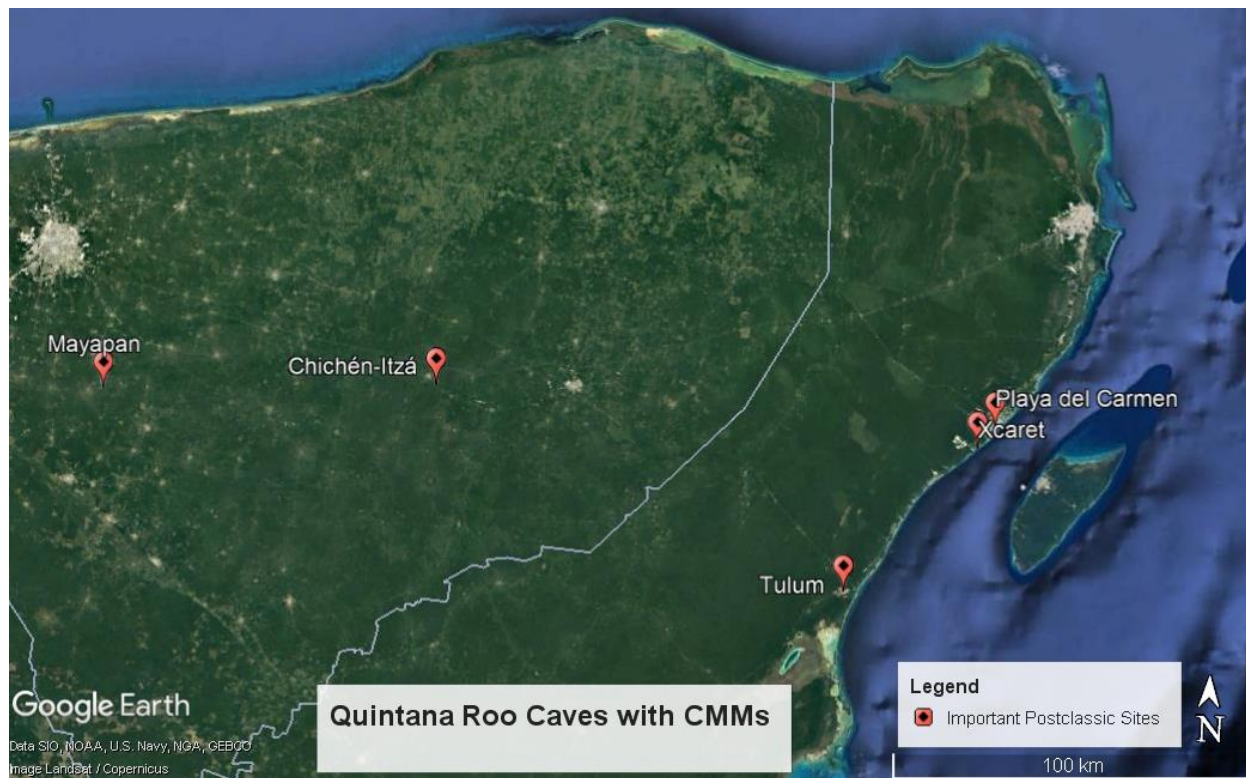 Mayapan
Chichén-Itzá
Playa del Carmen
Xcaret
Tulum
Google Earth
Data SIO, NOAA, U.S. Navy, NGA, GEBCO
Image Landsat / Copernicus
Quintana Roo Caves with CMMs
Legend
Important Postclassic Sites
N
100 km